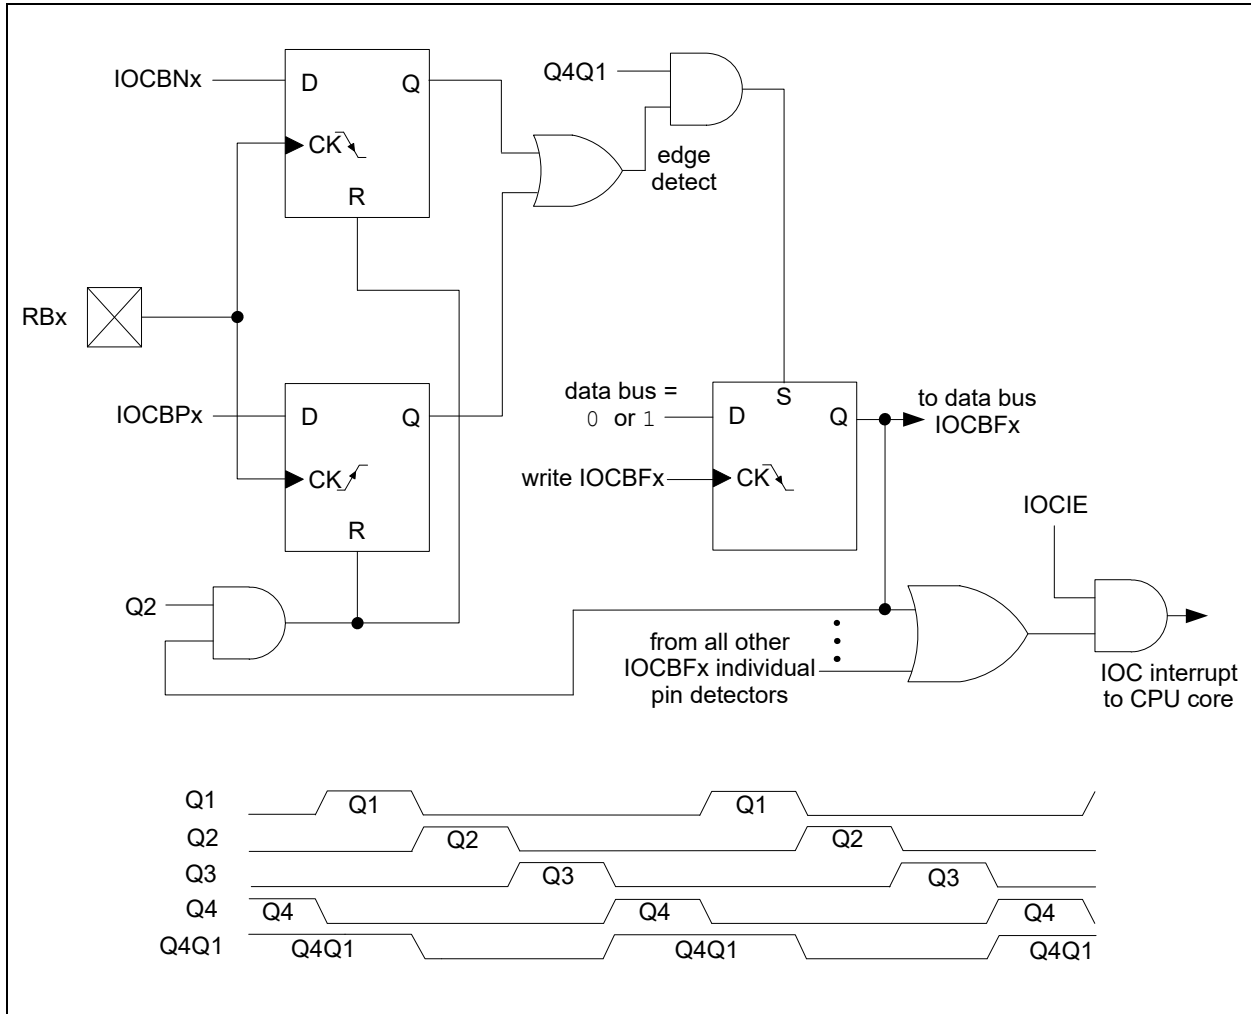 IOCBNx
D
Q
CK
R
Q4Q1
edge
detect
RBx
IOCBPx
D
Q
CK
R
data bus =
0 or 1
S
D
Q
to data bus
IOCBFx
write IOCBFx
CK
IOCIE
Q2
from all other
IOCBFx individual
pin detectors
IOC interrupt
to CPU core
Q1
Q1
Q1
Q2
Q2
Q2
Q3
Q3
Q3
Q4
Q4
Q4
Q4
Q4Q1
Q4Q1
Q4Q1
Q4Q1